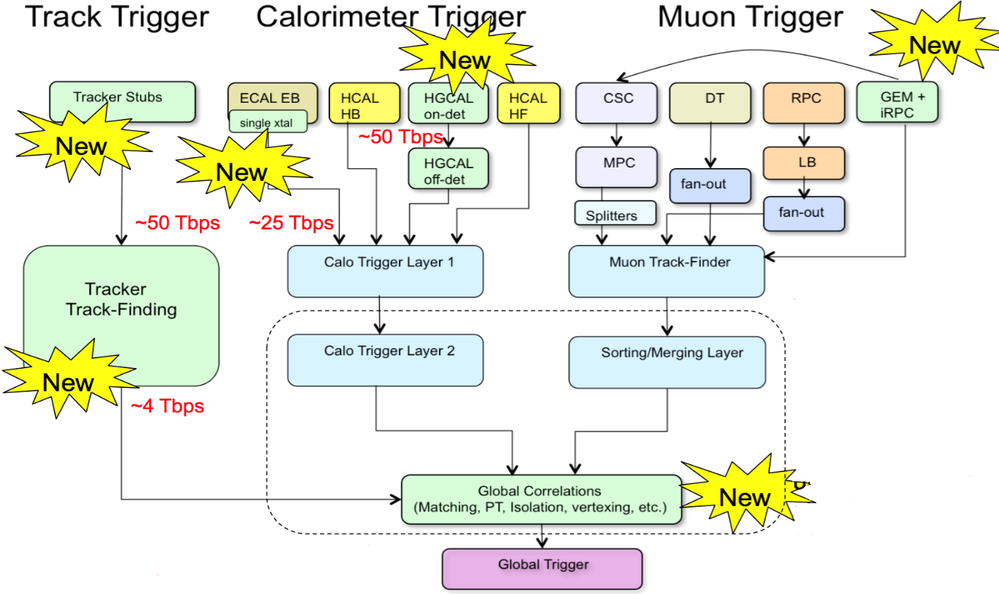 Track Trigger
Calorimeter Trigger
Muon Trigger
New
New
Tracker Stubs
ECAL EB
single xtal
HCAL
HB
HGCAL
on-det
HCAL
HF
CSC
DT
RPC
GEM +
iRPC
New
New
~50 Tbps
HGCAL
off-det
MPC
fan-out
LB
Splitters
fan-out
~50 Tbps
~25 Tbps
Tracker
Track-Finding
Calo Trigger Layer 1
Muon Track-Finder
New
~4 Tbps
Calo Trigger Layer 2
Sorting/Merging Layer
Global Correlations
(Matching, PT, Isolation, vertexing, etc.)
New
Global Trigger